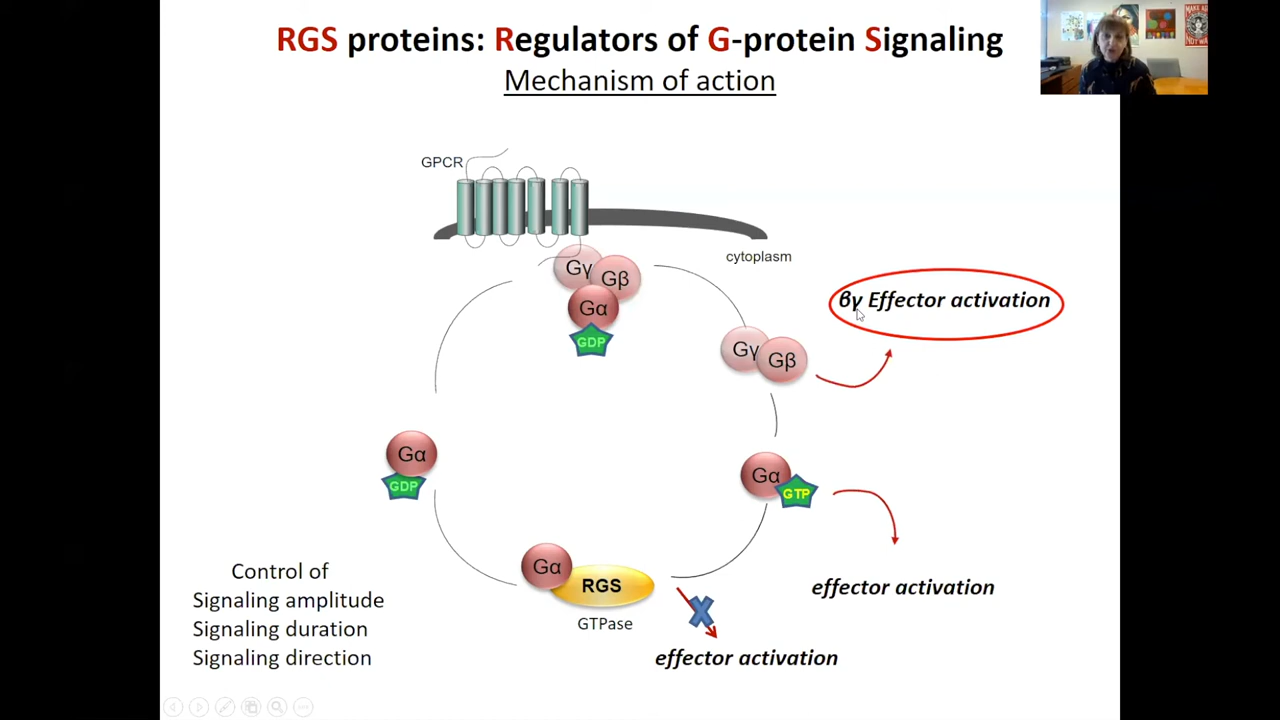 RGS proteins: Regulators of G-protein Signaling
Mechanism of action
GPCR
cytoplasm
Gγ
Gβ
Gα
GDP
βγ Effector activation
Gγ
Gβ
Gα
GDP
Gα
GTP
Gα
RGS
GTPase
effector activation
effector activation
Control of
Signaling amplitude
Signaling duration
Signaling direction